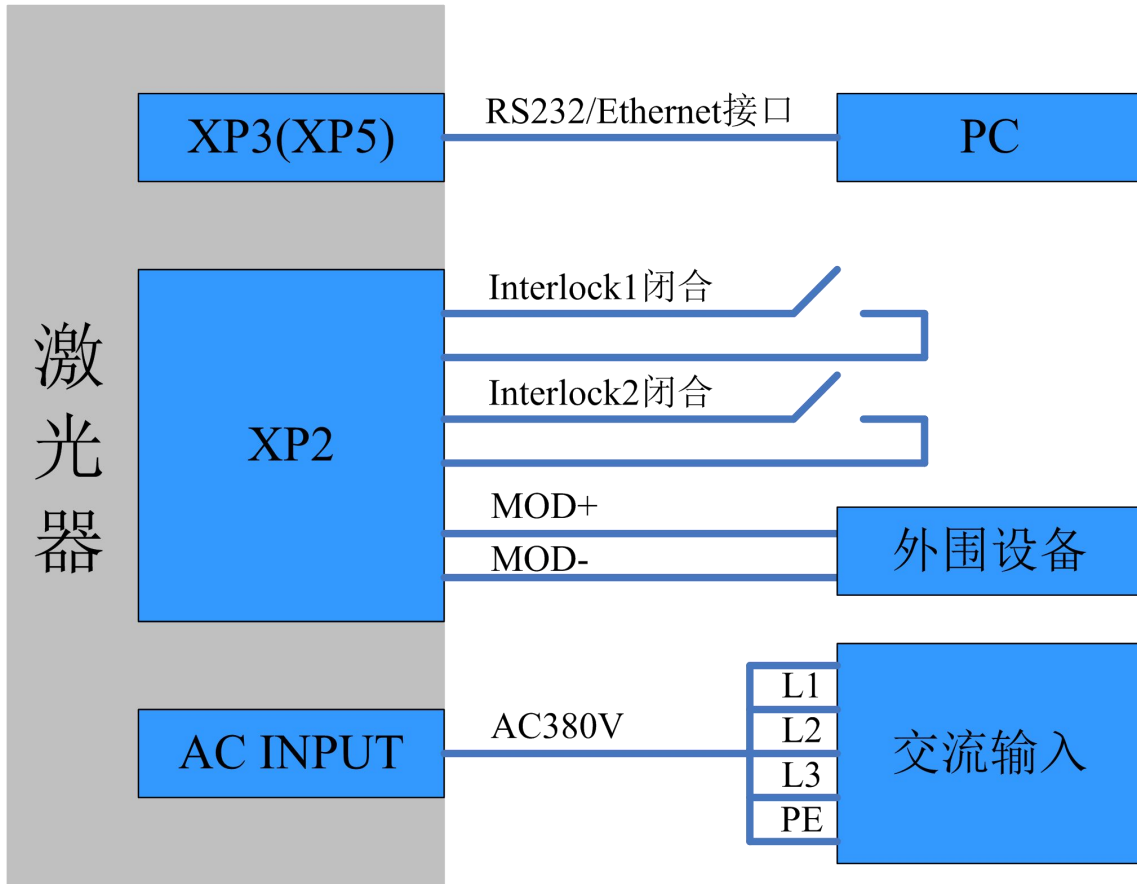 激光器
XP3(XP5)
RS232/Ethernet接口
PC
XP2
Interlock1闭合
Interlock2闭合
MOD+
MOD-
外围设备
AC INPUT
AC380V
L1
L2
L3
PE
交流输入